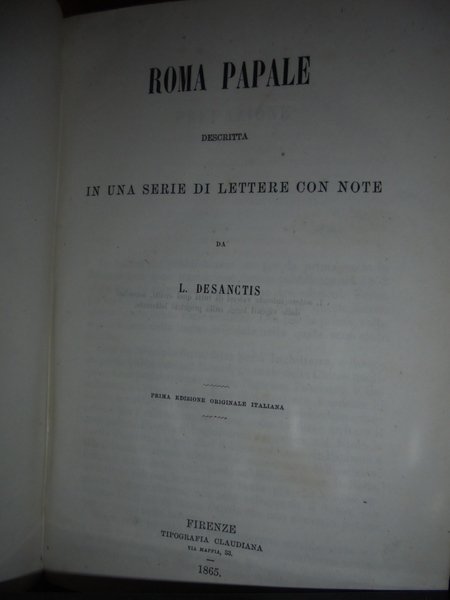 ROMA PAPALE
DESCRITTA
IN UNA SERIE DI LETTERE CON NOTE
DA
L. DESANCTIS
PRIMA EDIZIONE ORIGINALE ITALIANA
FIRENZE
TIPOGRAFIA CLAUDIANA
VIA MAFFIA, 33.
1865.